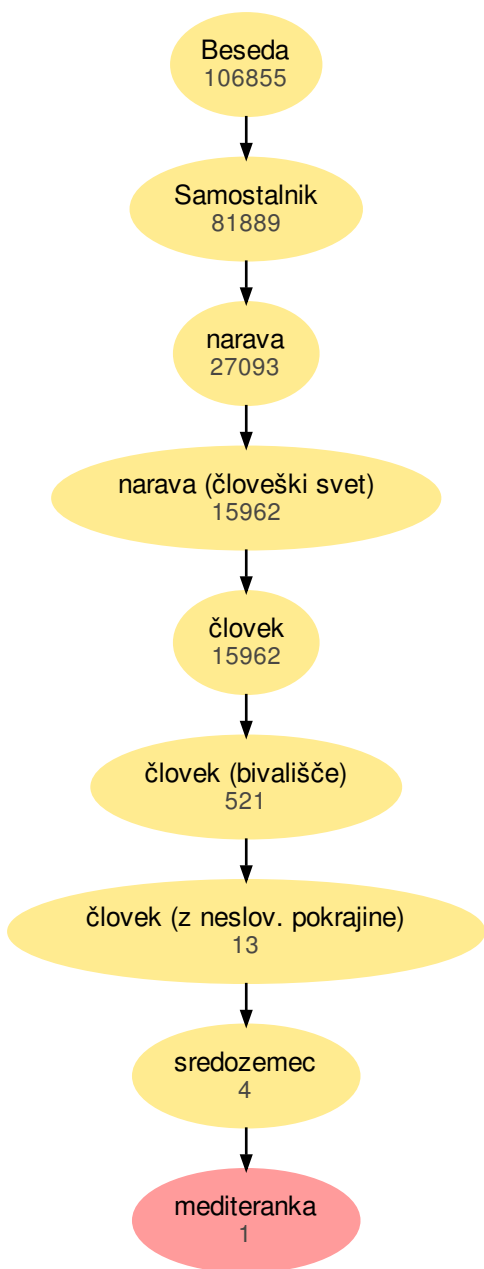 Beseda
106855
Samostalnik
81889
narava
27093
narava (človeški svet)
15962
človek
15962
človek (bivališče)
521
človek (z neslov. pokrajine)
13
sredozemec
4
mediteranka
1